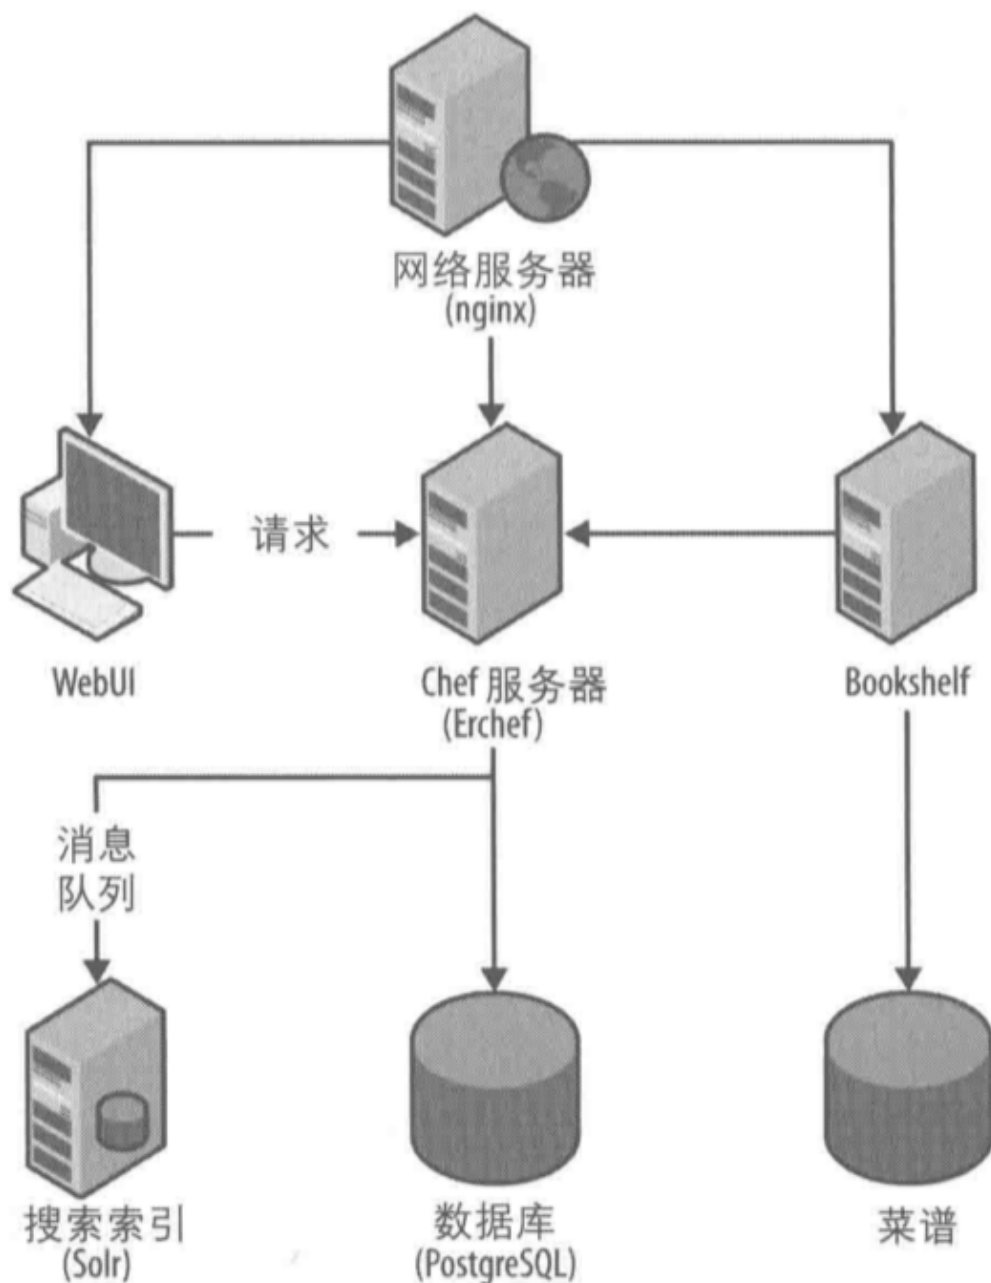 网络服务器
(nginx)
请求
WebUI
Chef 服务器
(Erchef)
Bookshelf
消息
队列
搜索索引
(Solr)
数据库
(PostgreSQL)
菜谱